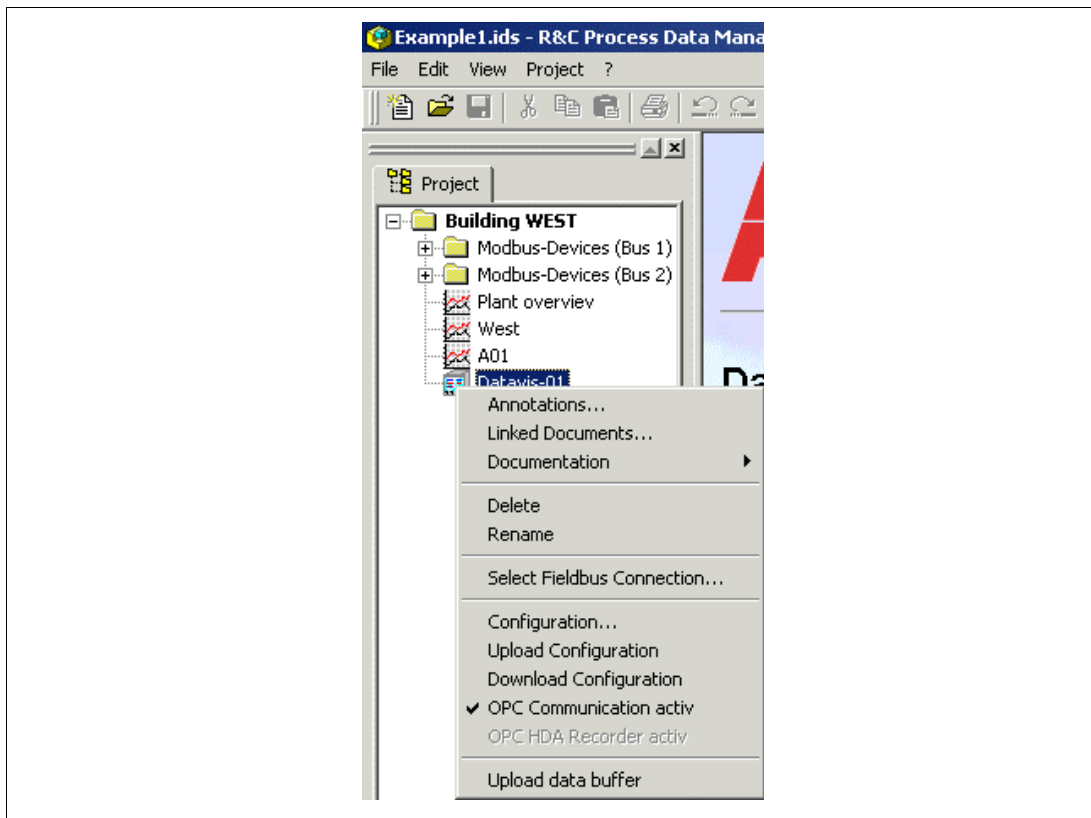 Example1.ids - R&C Process Data Mana
File Edit View Project ?
Project
Building WEST
Modbus-Devices (Bus 1)
Modbus-Devices (Bus 2)
Plant overviev
West
A01
Datavis-01
Da
Annotations...
Linked Documents...
Documentation
Delete
Rename
Select Fieldbus Connection...
Configuration...
Upload Configuration
Download Configuration
OPC Communication activ
OPC HDA Recorder activ
Upload data buffer